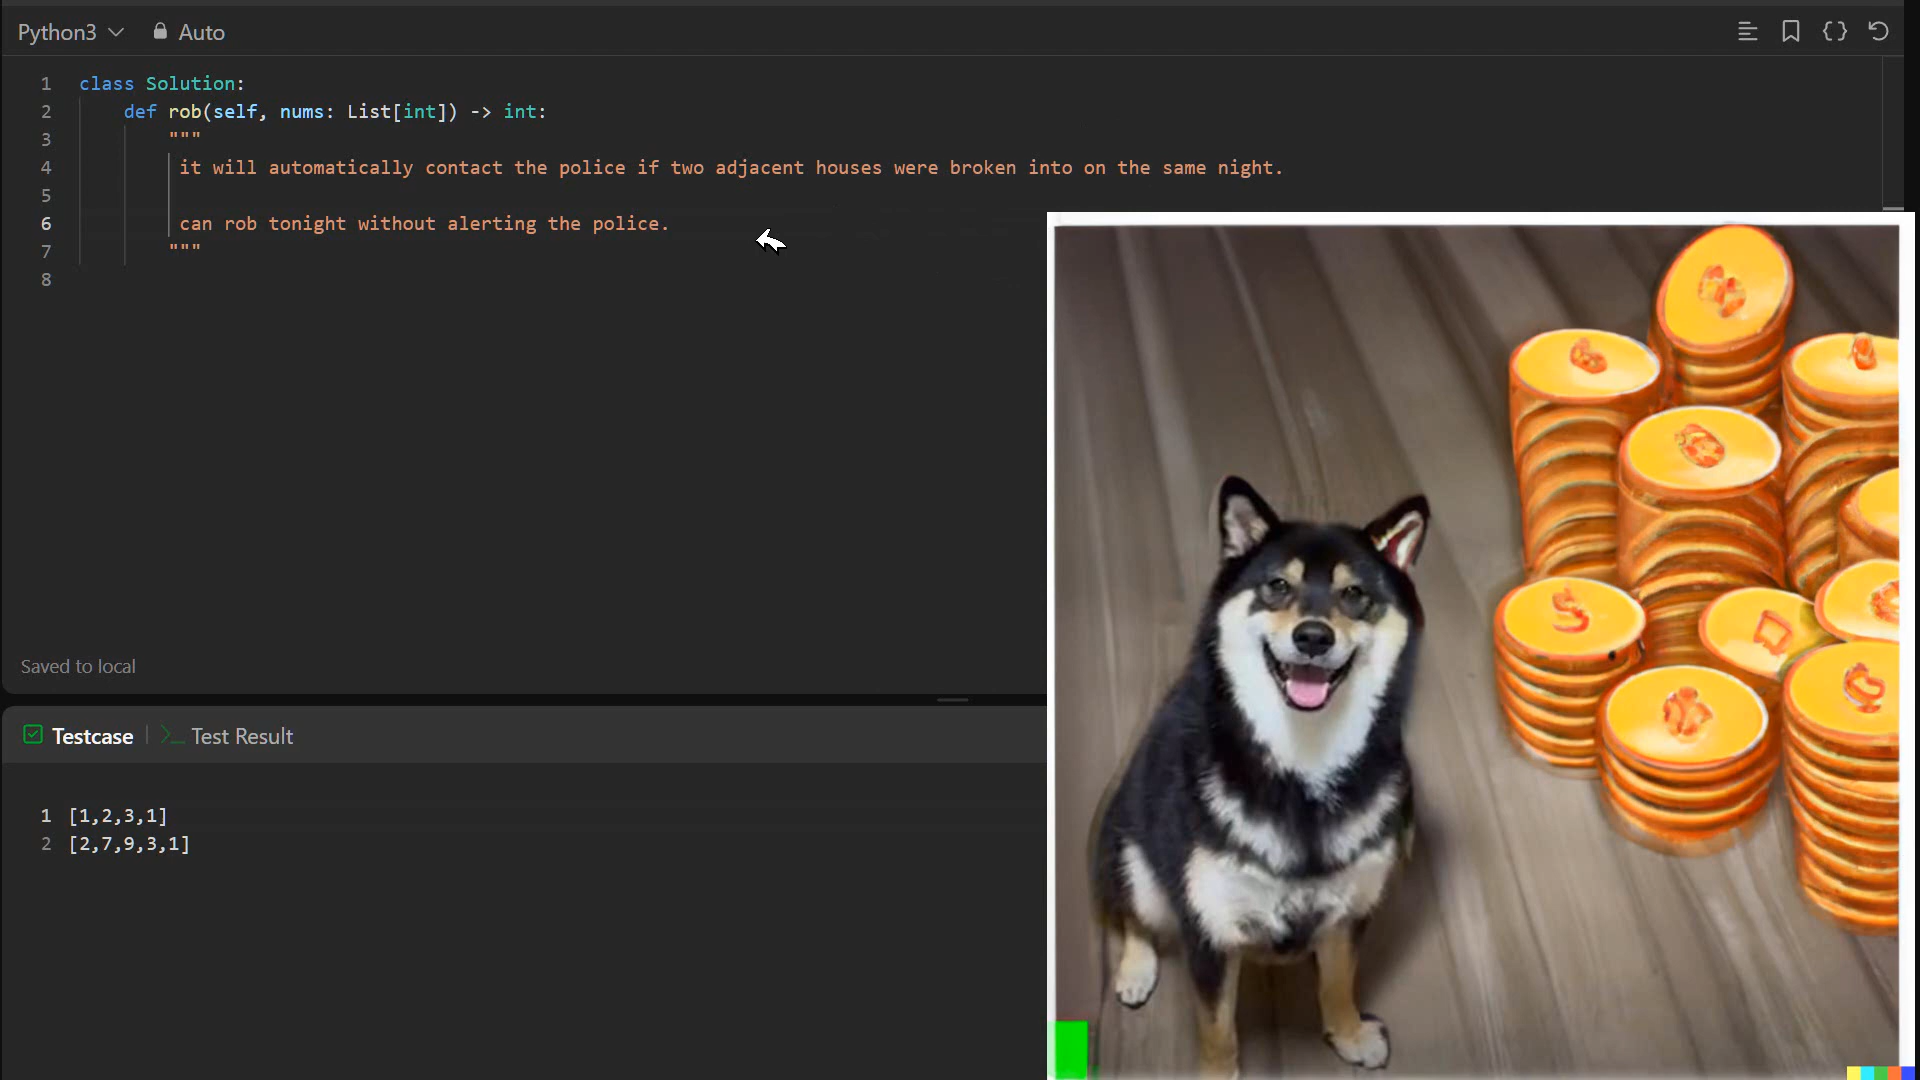 Python3 Auto
1 class Solution:
2 def rob(self, nums: List[int]) -> int:
3 """
4 it will automatically contact the police if two adjacent houses were broken into on the same night.
5
6 can rob tonight without alerting the police.
7 """
8
Saved to local
Testcase Test Result
1 [1,2,3,1]
2 [2,7,9,3,1]